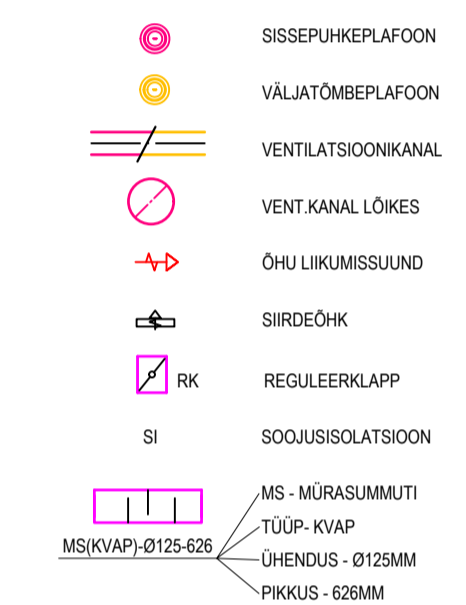 SISSEPUHKEPLAFOON
VÄLJATÕMBEPLAFOON
VENTILATSIOONIKANAL
VENT.KANAL LÕIKES
ÕHU LIIKUMISSUUND
SIIRDEÕHK
RK REGULEERKLAPP
SI SOOJUSISOLATSIOON
MS(KVAP)-Ø125-626
MS - MÜRASUMMUTI
TÜÜP- KVAP
ÜHENDUS - Ø125MM
PIKKUS - 626MM